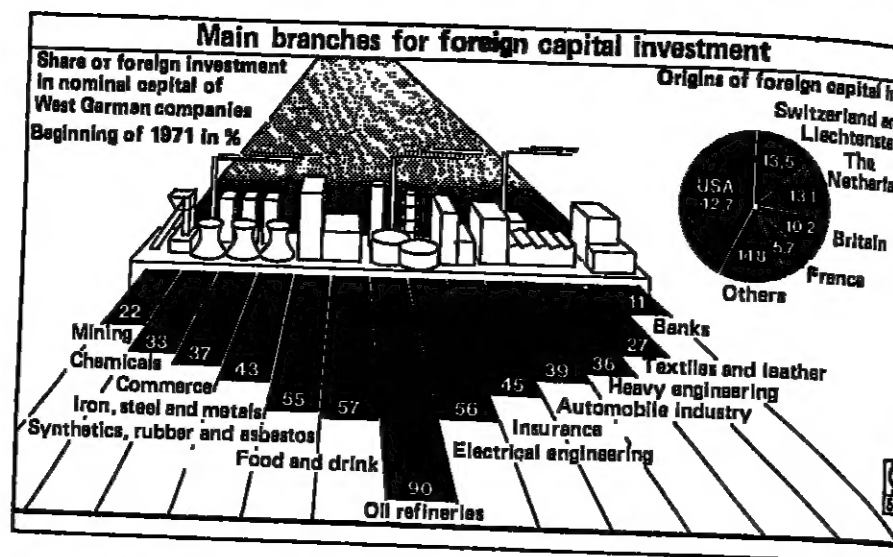 Main branches for foreign capital investment
Share of foreign investment
in nominal capital of
West German companies
Beginning of 1971 in %
Origins of foreign capital
Switzerland
Liechtenste
The
Netherla
Britain
France
Others
USA
42,7
13,5
13,1
10,2
5,7
14,8
22
Mining
33
Chemicals
37
Commerce
43
Iron, steel and metals
55
Synthetics, rubber and asbestos
57
Food and drink
90
Oil refineries
56
Electrical engineering
45
Insurance
39
Automobile industry
36
Heavy engineering
27
Textiles and leather
11
Banks